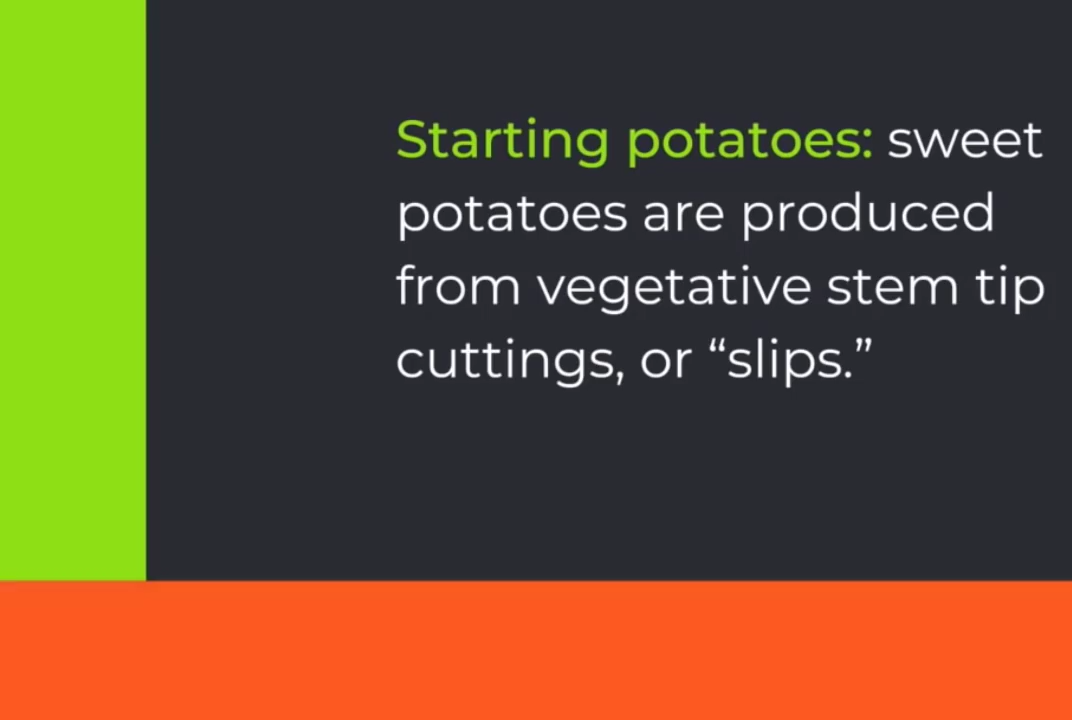 Starting potatoes: sweet
potatoes are produced
from vegetative stem tip
cuttings, or “slips.”